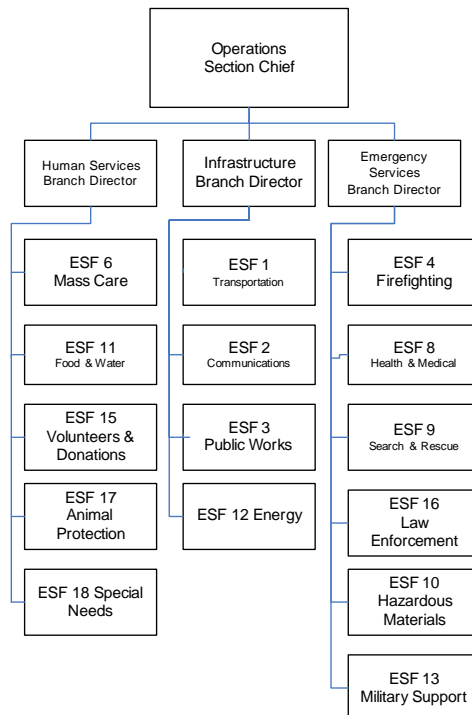 Operations
Section Chief
Human Services
Branch Director
Infrastructure
Branch Director
Emergency
Services
Branch Director
ESF 6
Mass Care
ESF 11
Food & Water
ESF 15
Volunteers &
Donations
ESF 17
Animal
Protection
ESF 18 Special
Needs
ESF 1
Transportation
ESF 2
Communications
ESF 3
Public Works
ESF 12 Energy
ESF 4
Firefighting
ESF 8
Health & Medical
ESF 9
Search & Rescue
ESF 16
Law
Enforcement
ESF 10
Hazardous
Materials
ESF 13
Military Support